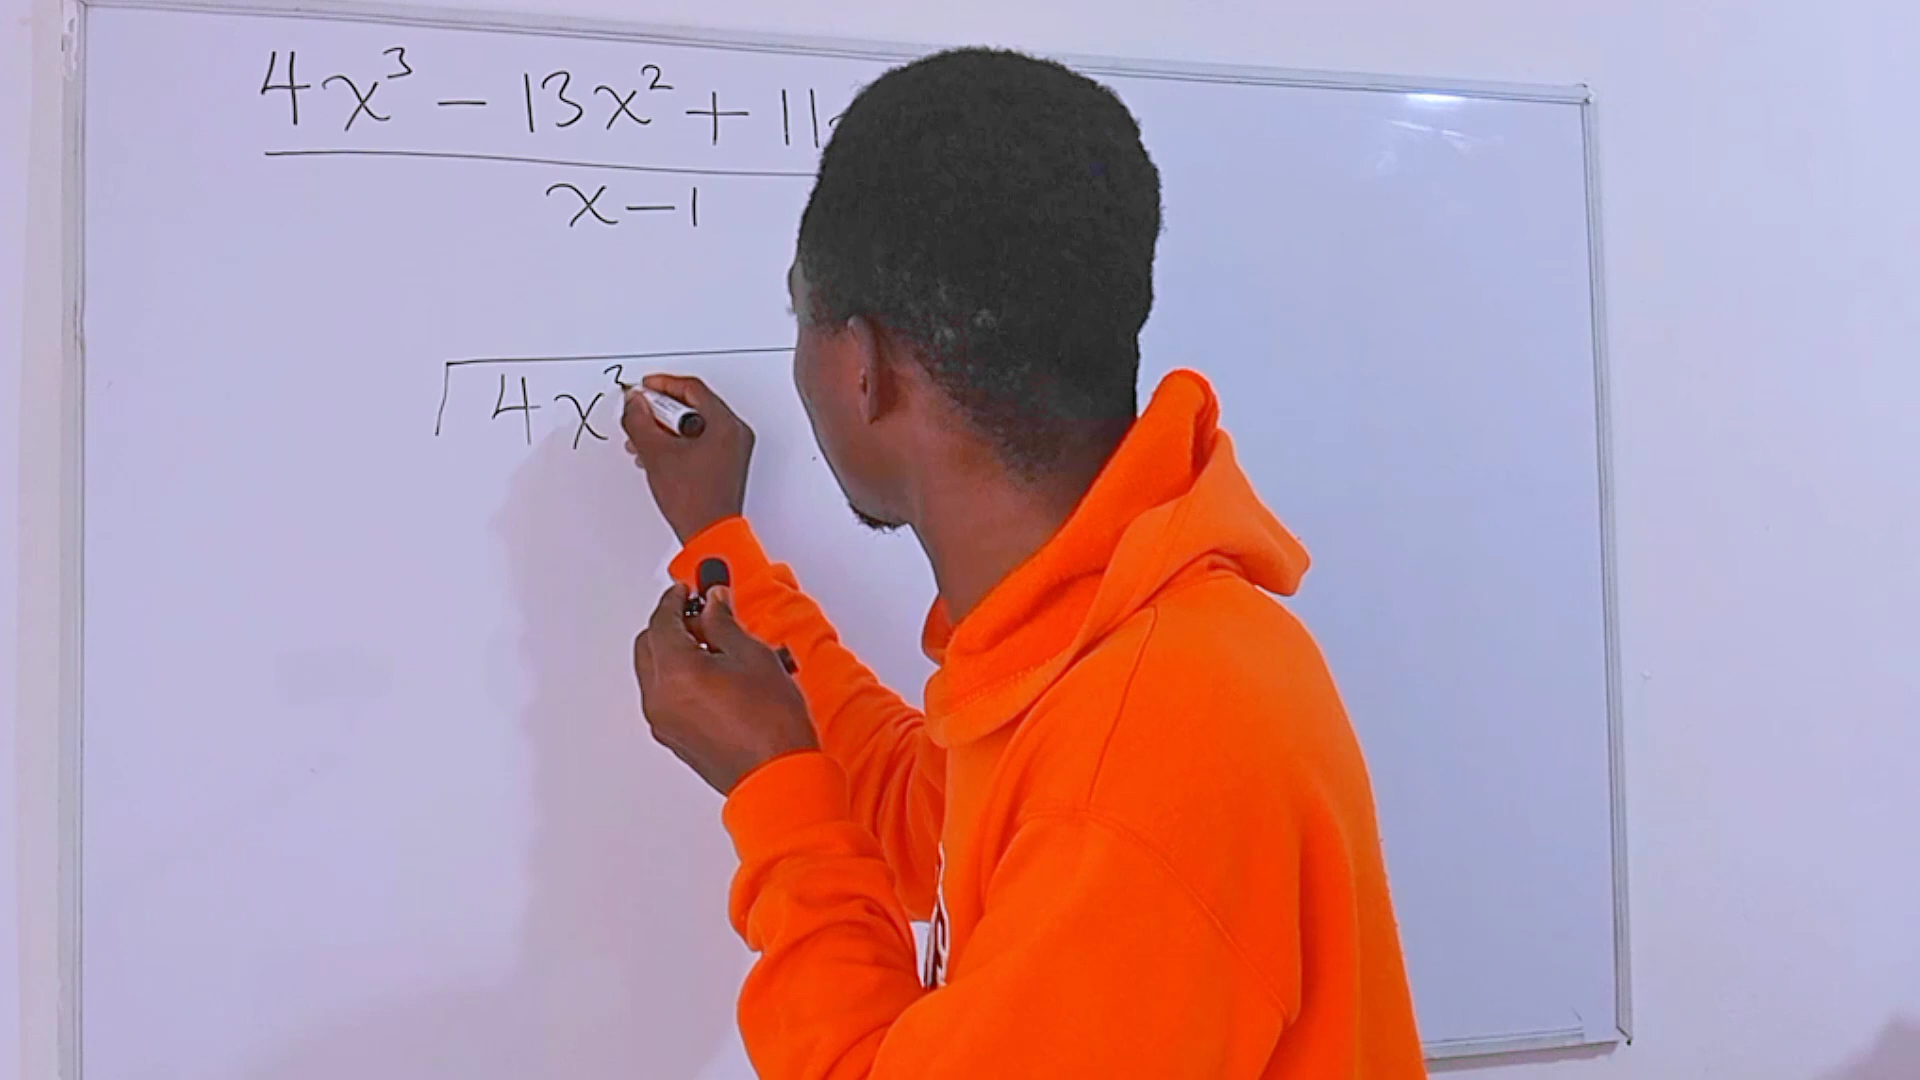 4x³ - 13x² + 11
x - 1
4x³